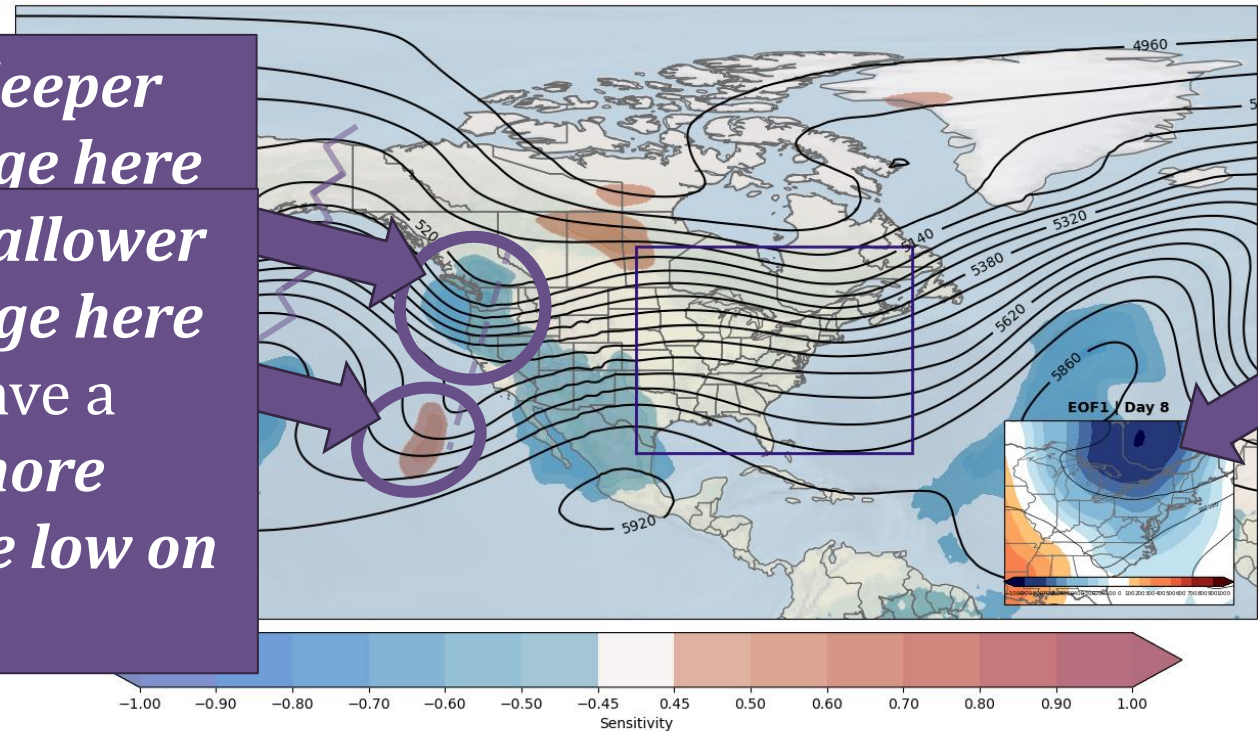 4960
eeper
ge here
allower
520
5140
5320
5380
ge here
5620
ave a
5860
EOF1 | Day 8
nore
5920
e low on
−1.00 −0.90 −0.80 −0.70 −0.60 −0.50 −0.45 0.45 0.50 0.60 0.70 0.80 0.90 1.00
Sensitivity